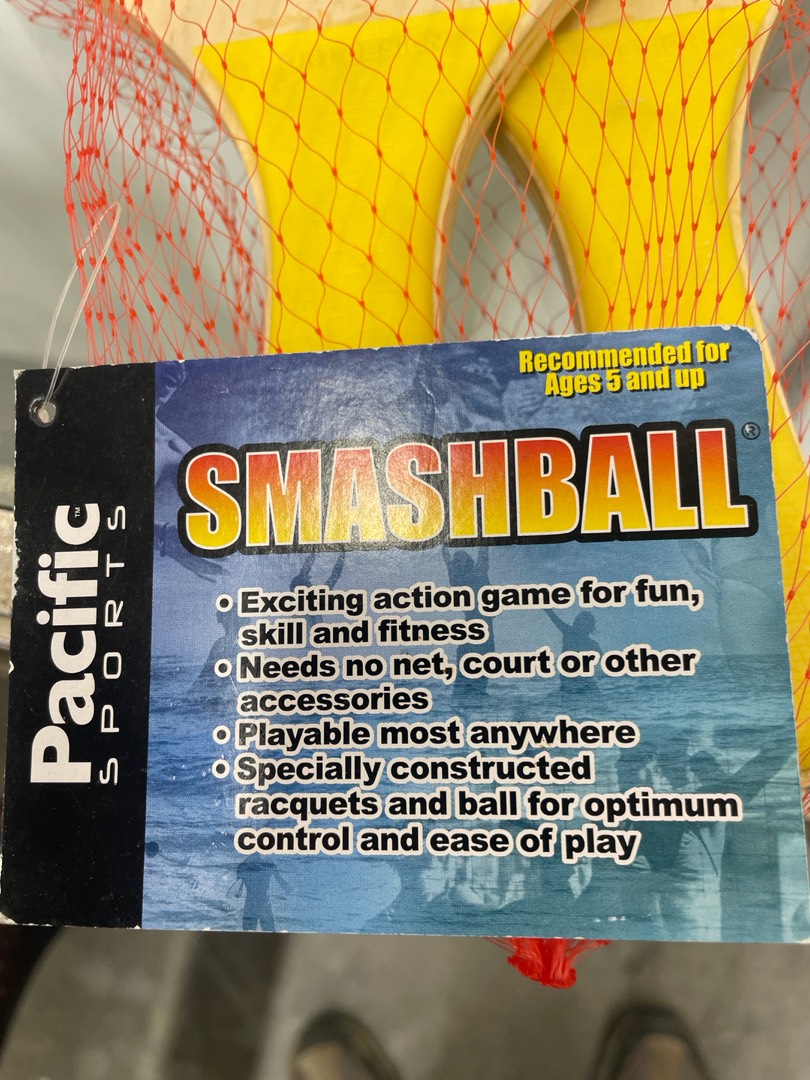 Recommended for
Ages 5 and up
SMASHBALL®
• Exciting action game for fun,
skill and fitness
• Needs no net, court or other
accessories
• Playable most anywhere
• Specially constructed
racquets and ball for optimum
control and ease of play
Pacific™
SPORTS